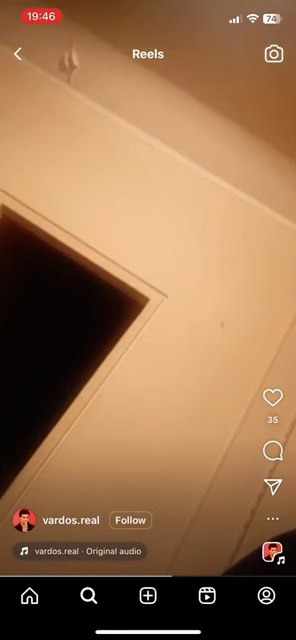 19:46
74
Reels
35
vardos.real
Follow
vardos.real · Original audio